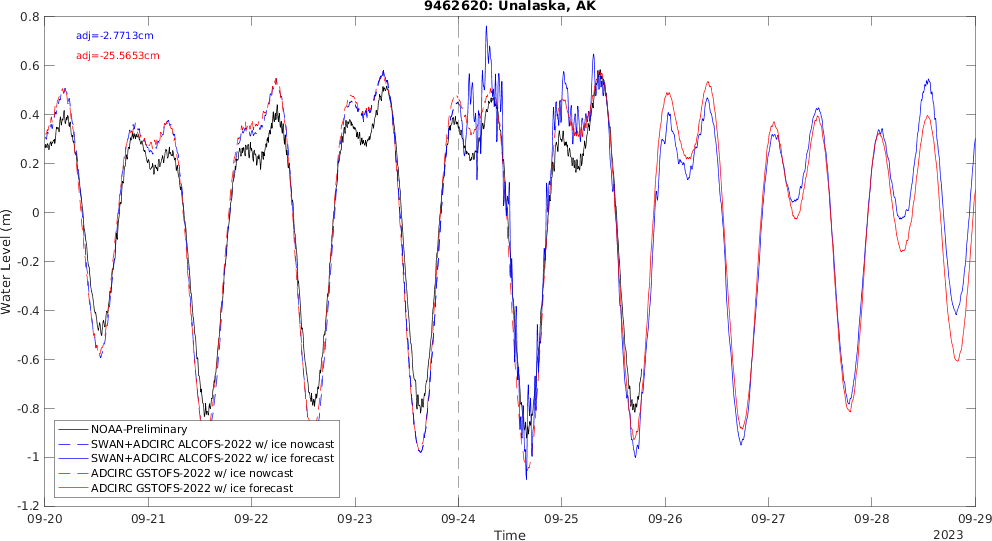 9462620: Unalaska, AK
adj=-2.7713cm
adj=-25.5653cm
0.8
0.6
0.4
0.2
0
-0.2
-0.4
-0.6
-0.8
-1
-1.2
Water Level (m)
NOAA-Preliminary
SWAN+ADCIRC ALCOFS-2022 w/ ice nowcast
SWAN+ADCIRC ALCOFS-2022 w/ ice forecast
ADCIRC GSTOFS-2022 w/ ice nowcast
ADCIRC GSTOFS-2022 w/ ice forecast
09-20 09-21 09-22 09-23 09-24 09-25 09-26 09-27 09-28 09-29
Time
2023